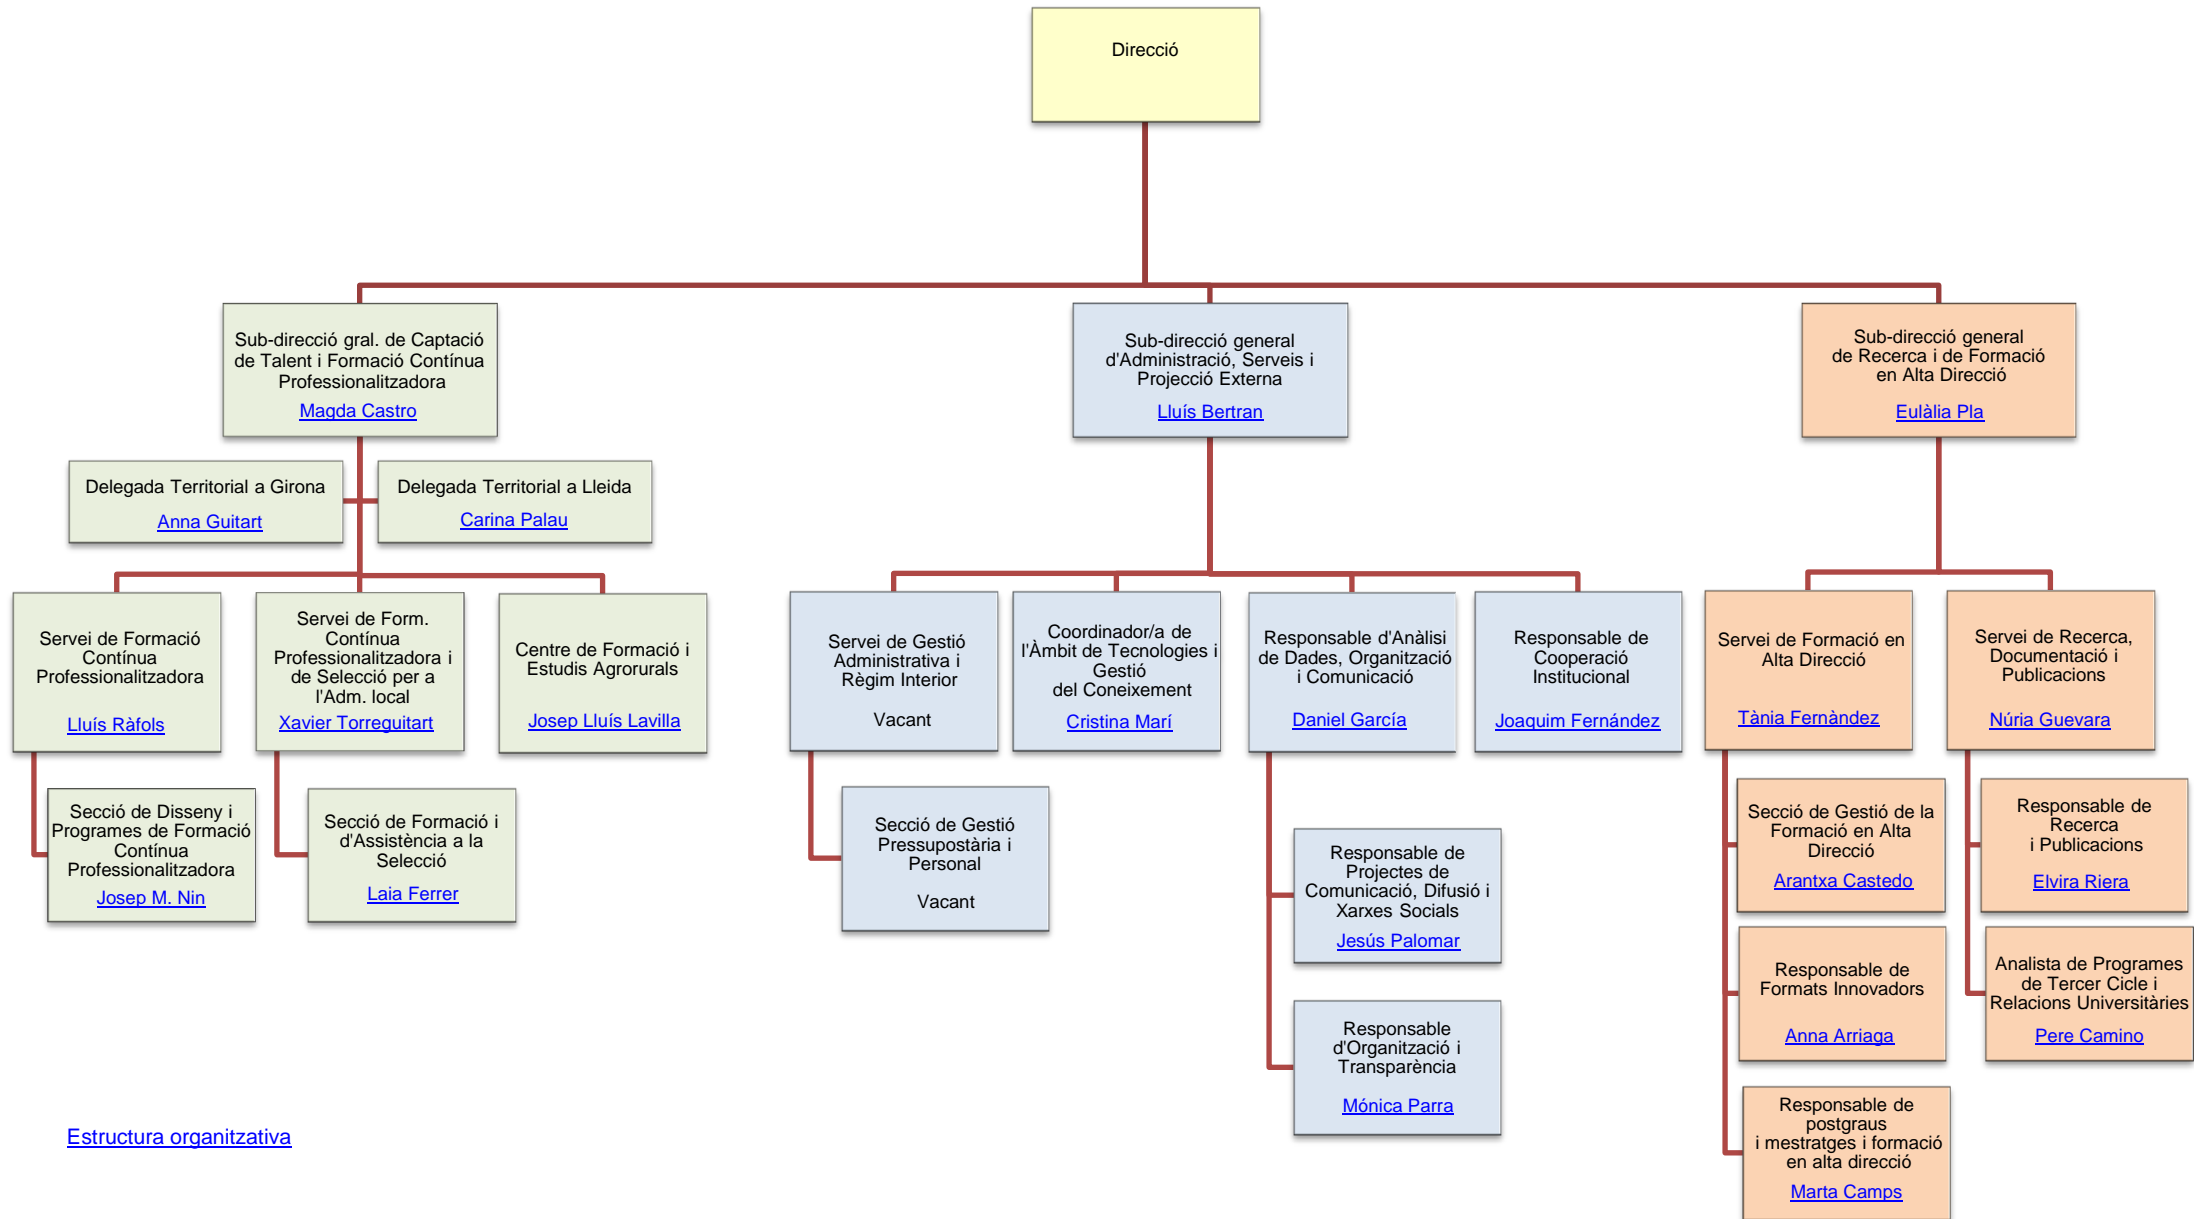 Direcció
Sub-direcció gral. de Captació
de Talent i Formació Contínua
Professionalitzadora
Magda Castro
Sub-direcció general
d'Administració, Serveis i
Projecció Externa
Lluís Bertran
Sub-direcció general
de Recerca i de Formació
en Alta Direcció
Eulàlia Pla
Delegada Territorial a Girona
Anna Guitart
Delegada Territorial a Lleida
Carina Palau
Servei de Formació
Contínua
Professionalitzadora
Lluís Ràfols
Servei de Form.
Contínua
Professionalitzadora i
de Selecció per a
l'Adm. local
Xavier Torreguitart
Centre de Formació i
Estudis Agrorurals
Josep Lluís Lavilla
Servei de Gestió
Administrativa i
Règim Interior
Vacant
Coordinador/a de
l'Àmbit de Tecnologies i
Gestió
del Coneixement
Cristina Marí
Responsable d'Anàlisi
de Dades, Organització
i Comunicació
Daniel García
Responsable de
Cooperació
Institucional
Joaquim Fernández
Servei de Formació en
Alta Direcció
Tània Fernàndez
Servei de Recerca,
Documentació i
Publicacions
Núria Guevara
Secció de Disseny i
Programes de Formació
Contínua
Professionalitzadora
Josep M. Nin
Secció de Formació i
d'Assistència a la
Selecció
Laia Ferrer
Secció de Gestió
Pressupostària i
Personal
Vacant
Responsable de
Projectes de
Comunicació, Difusió i
Xarxes Socials
Jesús Palomar
Responsable
d'Organització i
Transparència
Mónica Parra
Secció de Gestió de la
Formació en Alta
Direcció
Arantxa Castedo
Responsable de
Formats Innovadors
Anna Arriaga
Responsable de
postgraus
i mestratges i formació
en alta direcció
Marta Camps
Responsable de
Recerca
i Publicacions
Elvira Riera
Analista de Programes
de Tercer Cicle i
Relacions Universitàries
Pere Camino
Estructura organitzativa